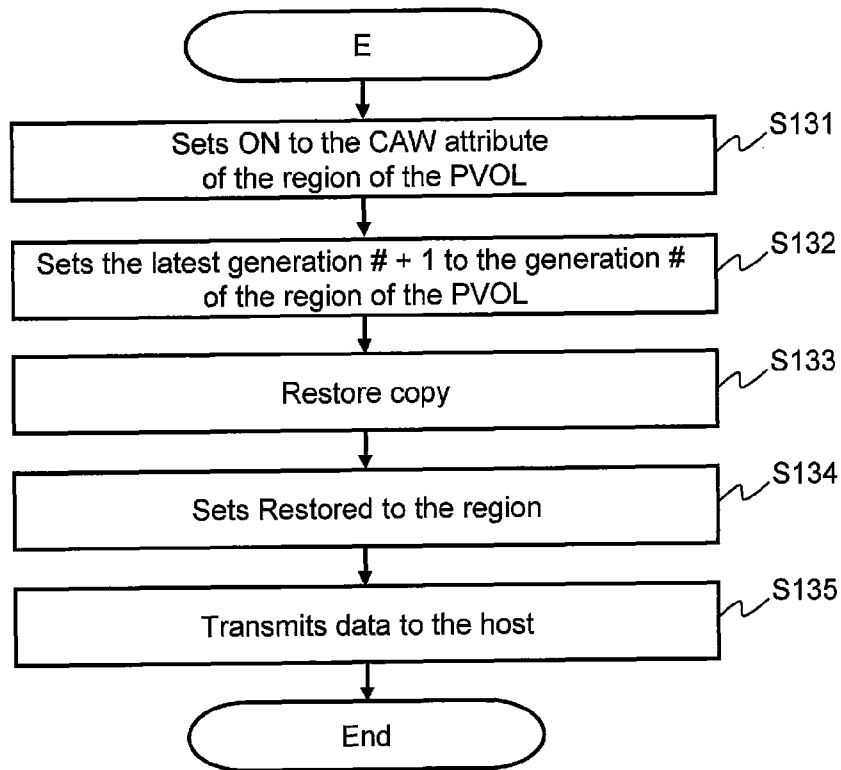 E
S131
Sets ON to the CAW attribute
of the region of the PVOL
S132
Sets the latest generation # + 1 to the generation #
of the region of the PVOL
S133
Restore copy
S134
Sets Restored to the region
S135
Transmits data to the host
End